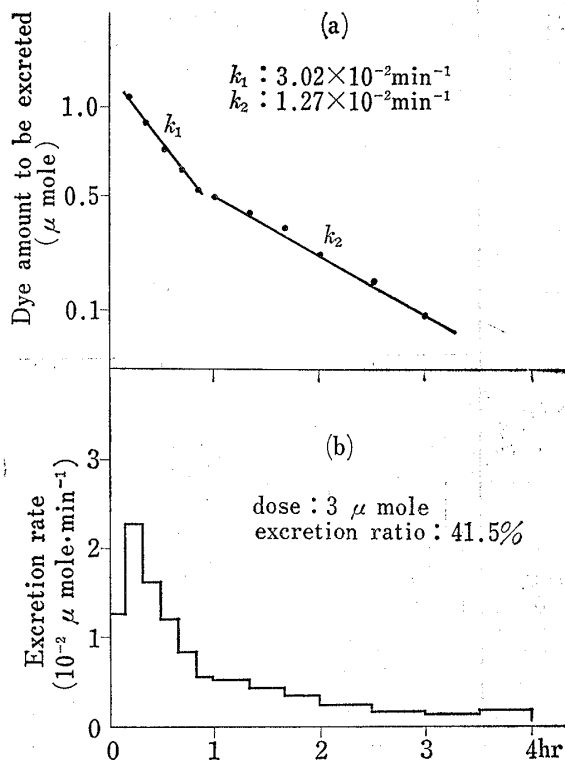 (a)
k₁ : 3.02×10⁻²min⁻¹
k₂ : 1.27×10⁻²min⁻¹
Dye amount to be excreted
(μ mole)
1.0
0.5
0.1
k₁
k₂
(b)
dose : 3 μ mole
excretion ratio : 41.5%
Excretion rate
(10⁻² μ mole·min⁻¹)
3
2
1
0
0 1 2 3 4hr